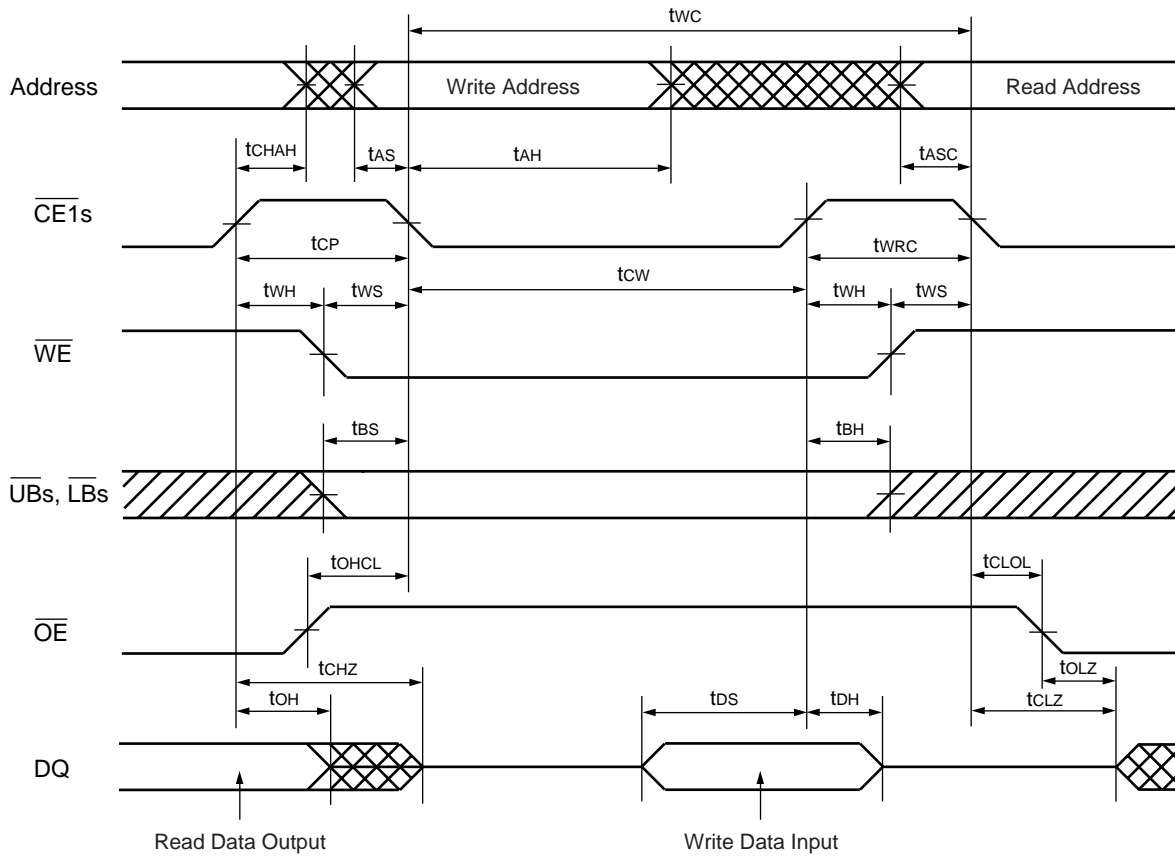 tWC
Address
Write Address
Read Address
tCHAH
tAS
tAH
tASC
CE1s
tCP
tWRC
tCW
tWH
tWS
tWH
tWS
WE
tBS
tBH
UBs, LBs
tOHCL
tCLOL
OE
tCHZ
tOLZ
tOH
tDS
tDH
tCLZ
DQ
Read Data Output
Write Data Input